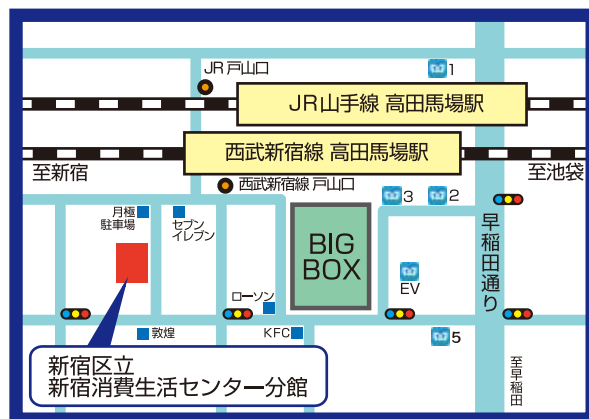 JR戸山口
1
JR山手線 高田馬場駅
西武新宿線 高田馬場駅
至新宿
至池袋
西武新宿線 戸山口
3
2
月極
駐車場
セブン
イレブン
BIG
BOX
早稲田通り
EV
ローソン
敦煌
KFC
5
新宿区立
新宿消費生活センター分館
至早稲田